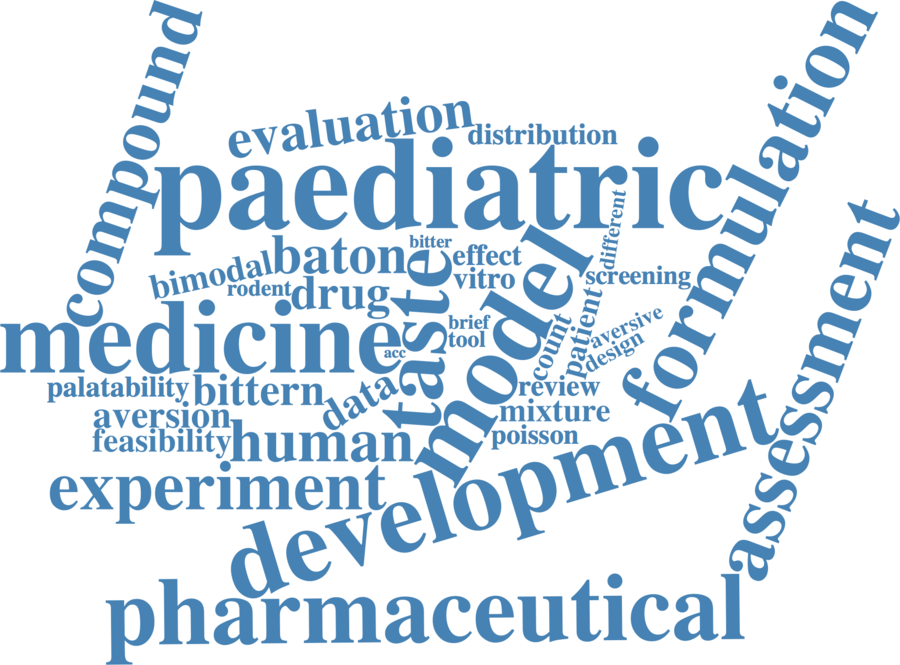 compound
formulation
evaluation
distribution
paediatric
different
bitter
baton
effect
bimodal
vitro
screening
rodent
drug
taste
model
assessment
medicine
brief
tool
acc
count
patient
aversive
design
palatability
bittern
data
review
aversion
mixture
feasibility
human
poisson
experiment
development
pharmaceutical